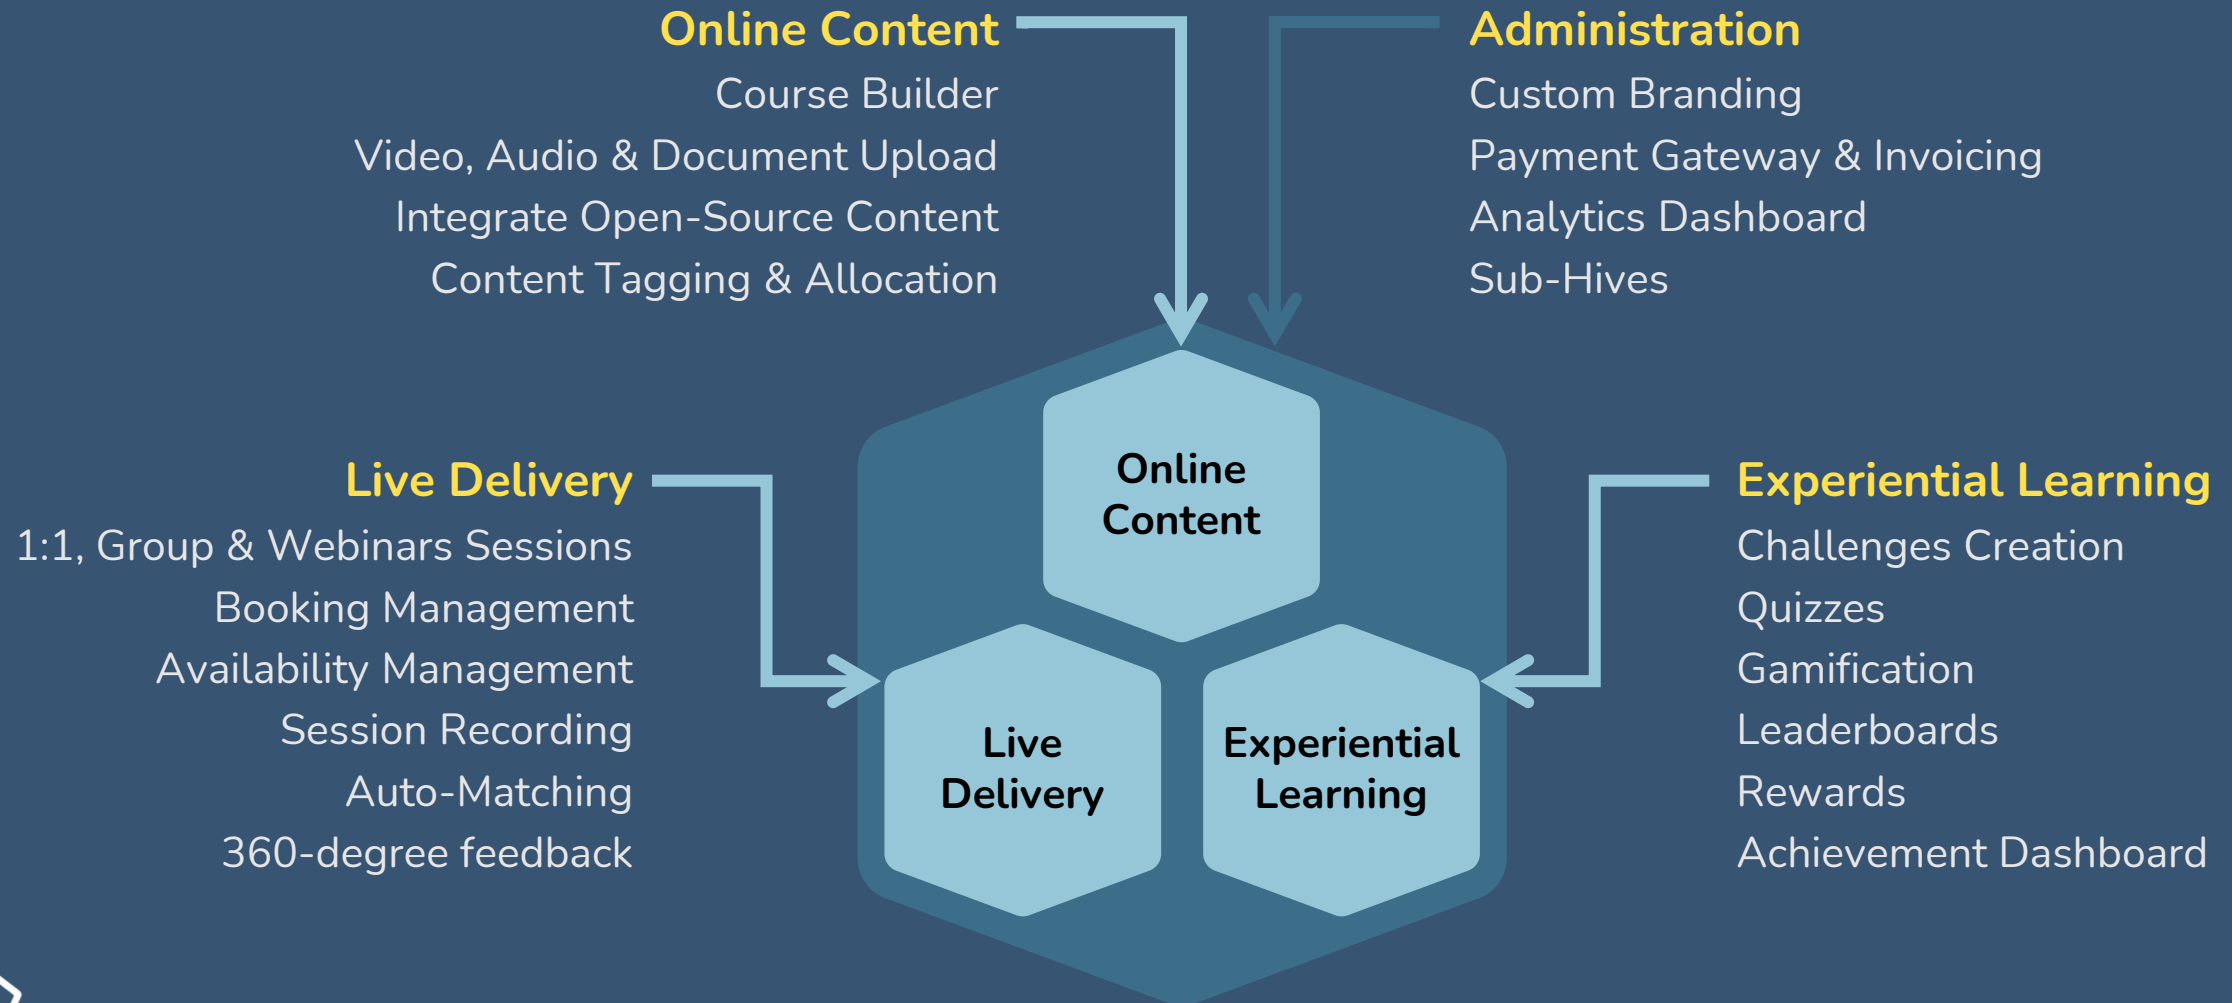 Online Content
Course Builder
Video, Audio & Document Upload
Integrate Open-Source Content
Content Tagging & Allocation
Administration
Custom Branding
Payment Gateway & Invoicing
Analytics Dashboard
Sub-Hives
Live Delivery
1:1, Group & Webinars Sessions
Booking Management
Availability Management
Session Recording
Auto-Matching
360-degree feedback
Online
Content
Live
Delivery
Experiential
Learning
Experiential Learning
Challenges Creation
Quizzes
Gamification
Leaderboards
Rewards
Achievement Dashboard